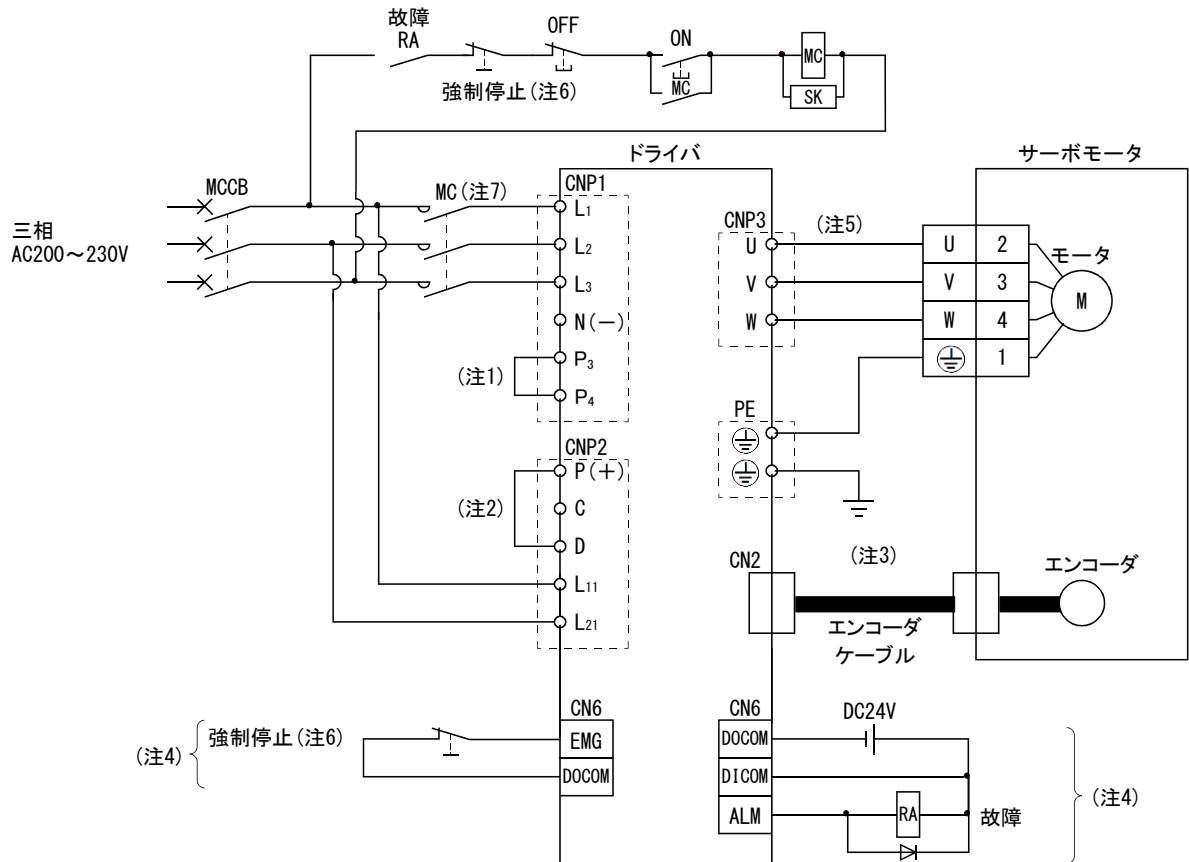 故障
RA
OFF
ON
MC
SK
MC
強制停止(注6)
ドライバ
サーボモータ
MCCB
MC(注7)
CNP1
L1
三相
AC200～230V
L2
L3
N(－)
P3
(注1)
P4
CNP3
U
V
W
(注5)
U
2
V
3
W
4
1
モータ
M
PE
CNP2
P(＋)
(注2)
C
D
L11
L21
(注3)
CN2
エンコーダ
エンコーダ
ケーブル
CN6
(注4)
強制停止(注6)
EMG
DOCOM
CN6
DOCOM
DICOM
ALM
DC24V
RA
故障
(注4)